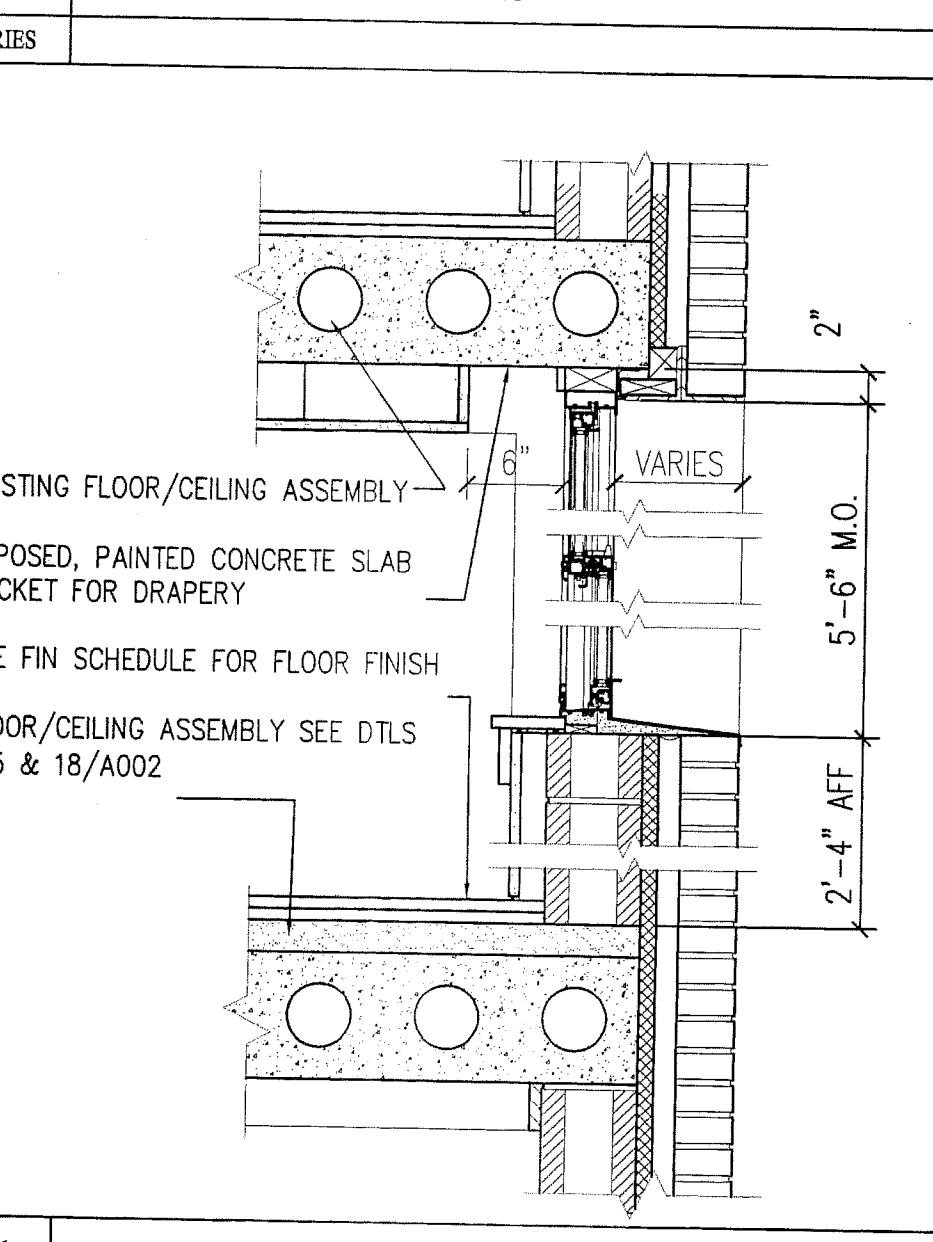 RIES
2"
6"
VARIES
STING FLOOR/CEILING ASSEMBLY
POSED, PAINTED CONCRETE SLAB
CKET FOR DRAPERY
5'-6" M.O.
E FIN SCHEDULE FOR FLOOR FINISH
OOR/CEILING ASSEMBLY SEE DTLS
5 & 18/A002
2'-4" AFF